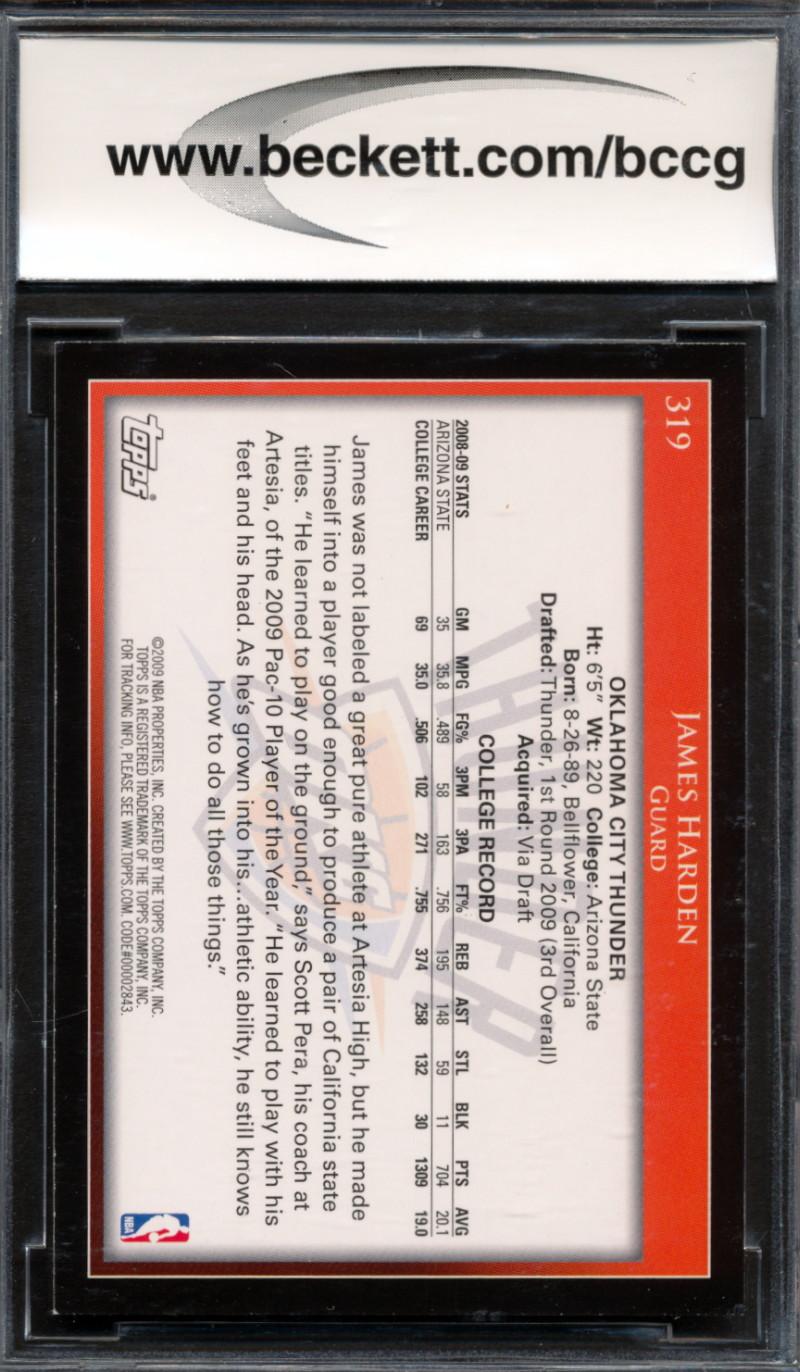 www.beckett.com/bccg
319
JAMES HARDEN
GUARD
OKLAHOMA CITY THUNDER
Ht: 6'5" Wt: 220 College: Arizona State
Born: 8-26-89, Bellflower, California
Drafted: Thunder, 1st Round 2009 (3rd Overall)
Acquired: Via Draft
THUNDER
OKC
COLLEGE RECORD
2008-09 STATS GM MPG FG% 3PM 3PA FT% REB AST STL BLK PTS AVG
ARIZONA STATE 35 35.8 .489 58 163 .756 195 148 59 11 704 20.1
COLLEGE CAREER 69 35.0 .506 102 271 .755 374 258 132 30 1309 19.0
James was not labeled a great pure athlete at Artesia High, but he made
himself into a player good enough to produce a pair of California state
titles. "He learned to play on the ground," says Scott Pera, his coach at
Artesia, of the 2009 Pac-10 Player of the Year. "He learned to play with his
feet and his head. As he's grown into his...athletic ability, he still knows
how to do all those things."
topps®
©2009 NBA PROPERTIES, INC. CREATED BY THE TOPPS COMPANY, INC.
TOPPS IS A REGISTERED TRADEMARK OF THE TOPPS COMPANY, INC.
FOR TRACKING INFO, PLEASE SEE WWW.TOPPS.COM. CODE#00002843.
NBA